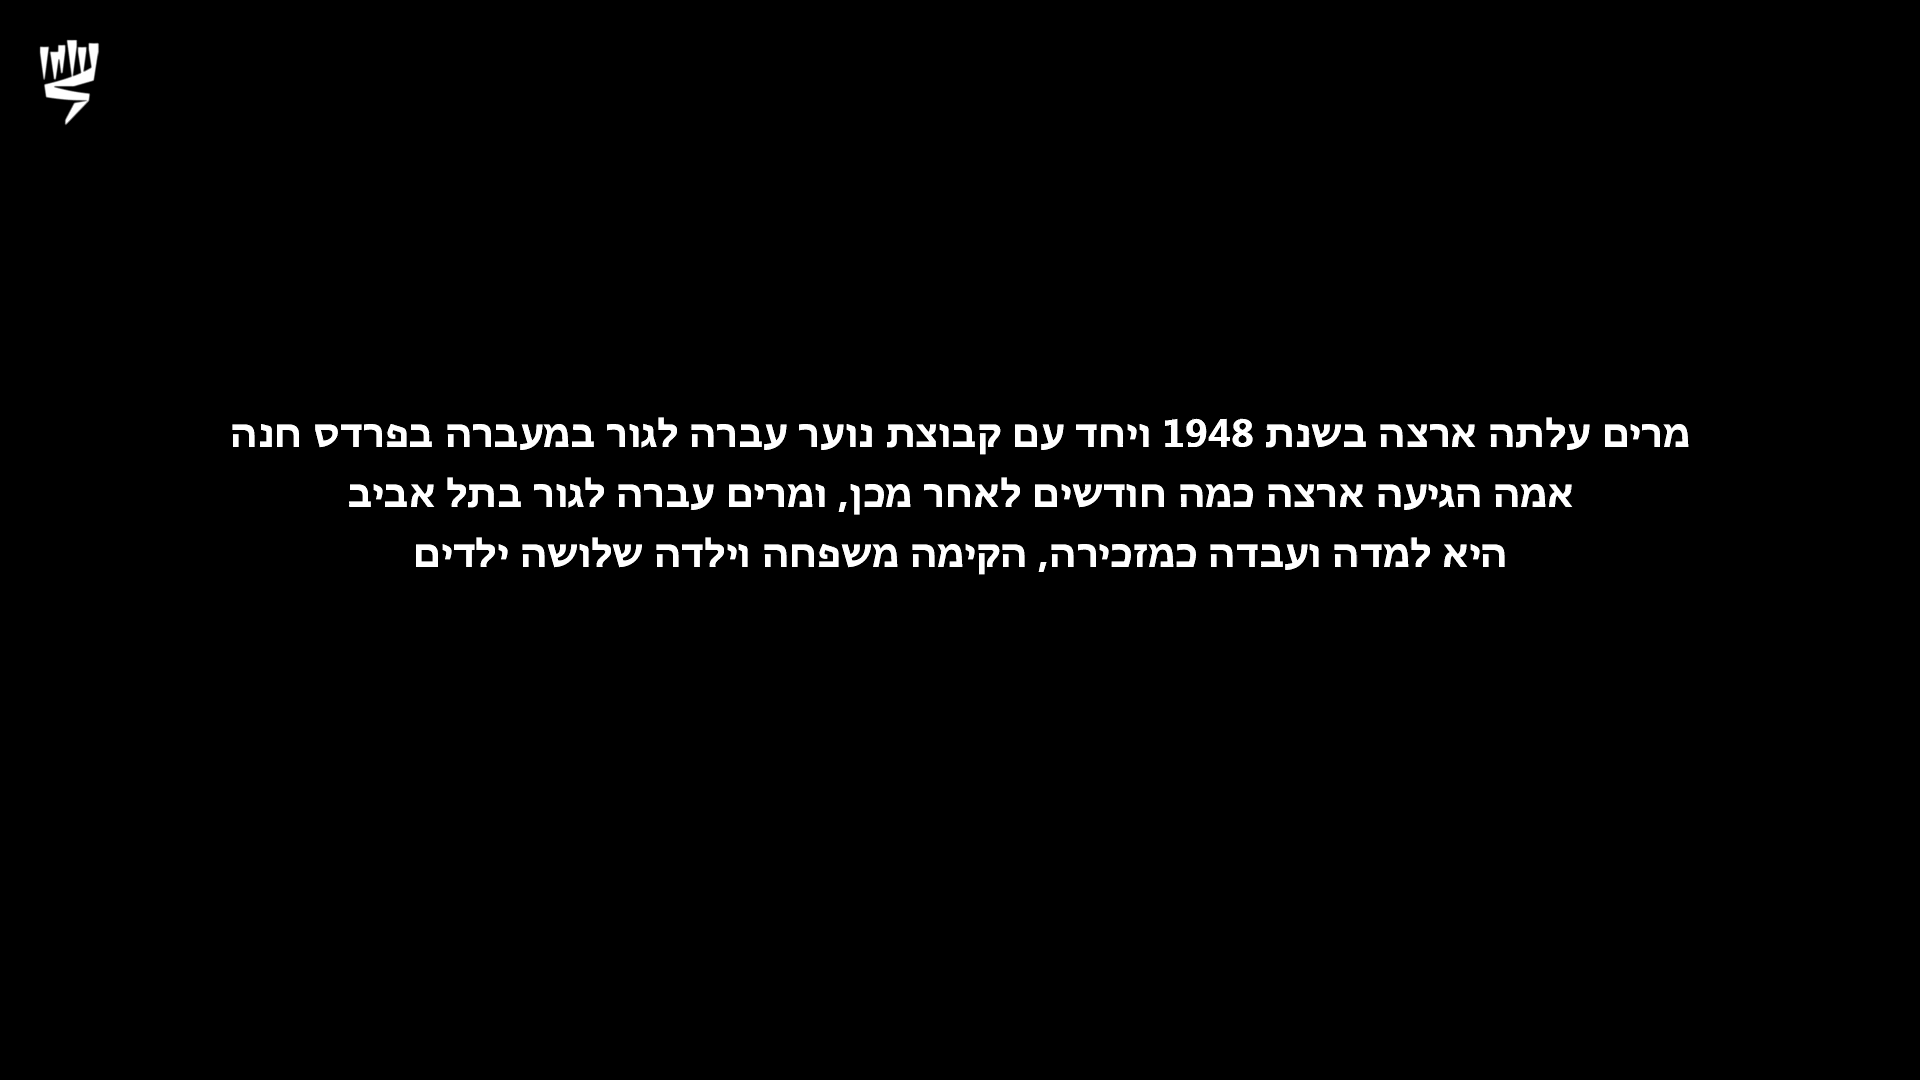 מרים עלתה ארצה בשנת 1948 ויחד עם קבוצת נוער עברה לגור במעברה בפרדס חנה
אמה הגיעה ארצה כמה חודשים לאחר מכן, ומרים עברה לגור בתל אביב
היא למדה ועבדה כמזכירה, הקימה משפחה וילדה שלושה ילדים